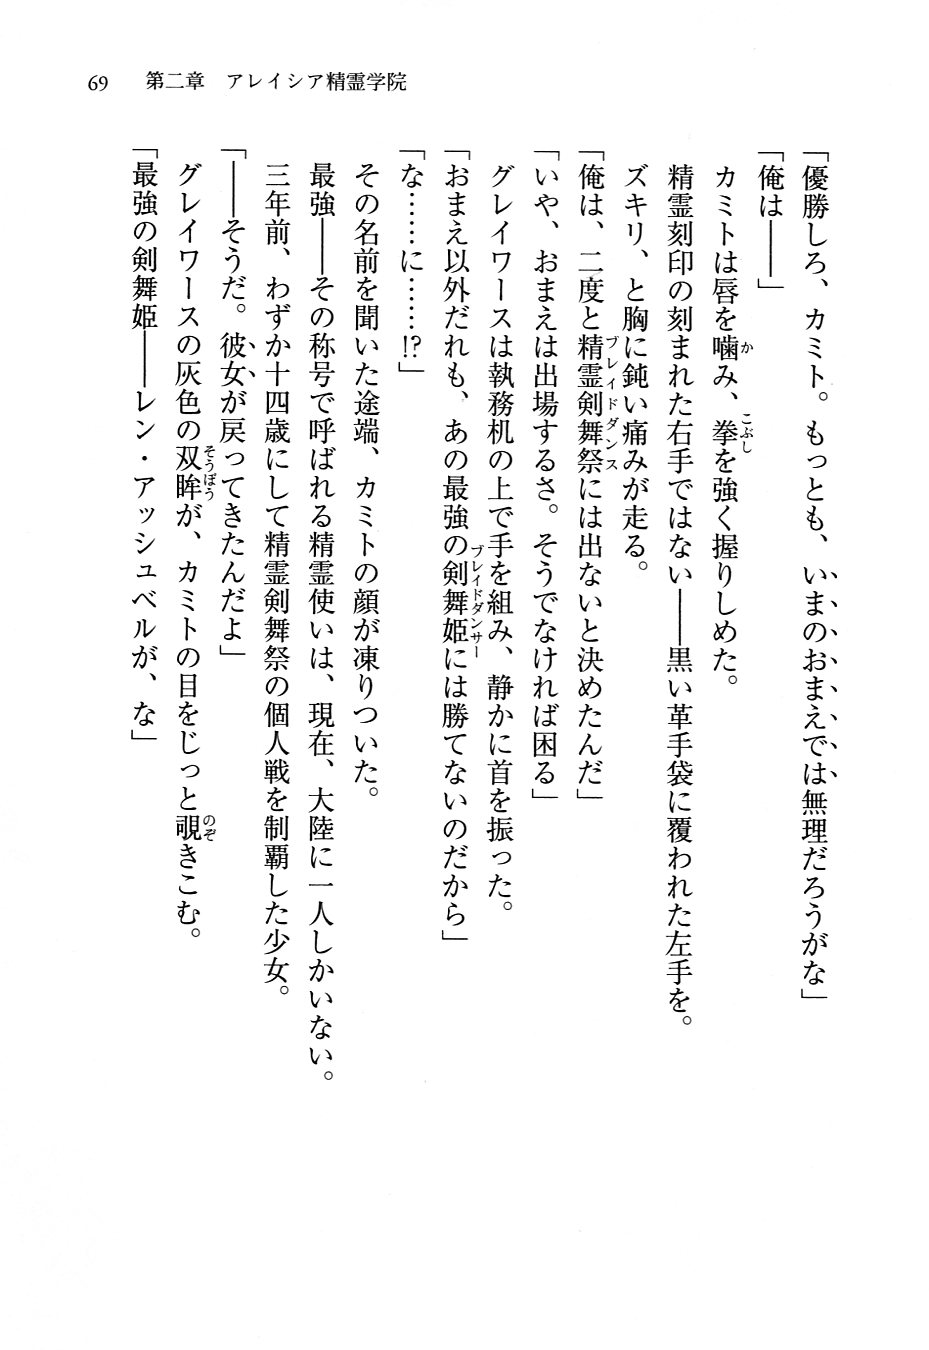 69　第二章　アレイシア精霊学院
「優勝しろ、カミト。もっとも、いまのおまえでは無理だろうがな」
「俺は――」
カミトは唇を噛み、拳を強く握りしめた。
精霊刻印の刻まれた右手ではない――黒い革手袋に覆われた左手を。
ズキリ、と胸に鈍い痛みが走る。
「俺は、二度と精霊剣舞祭には出ないと決めたんだ」
「いや、おまえは出場するさ。そうでなければ困る」
グレイワースは執務机の上で手を組み、静かに首を振った。
「おまえ以外だれも、あの最強の剣舞姫には勝てないのだから」
「な……に……!?」
その名前を聞いた途端、カミトの顔が凍りついた。
最強――その称号で呼ばれる精霊使いは、現在、大陸に一人しかいない。
三年前、わずか十四歳にして精霊剣舞祭の個人戦を制覇した少女。
「――そうだ。彼女が戻ってきたんだよ」
グレイワースの灰色の双眸が、カミトの目をじっと覗きこむ。
「最強の剣舞姫――レン・アッシュベルが、な」